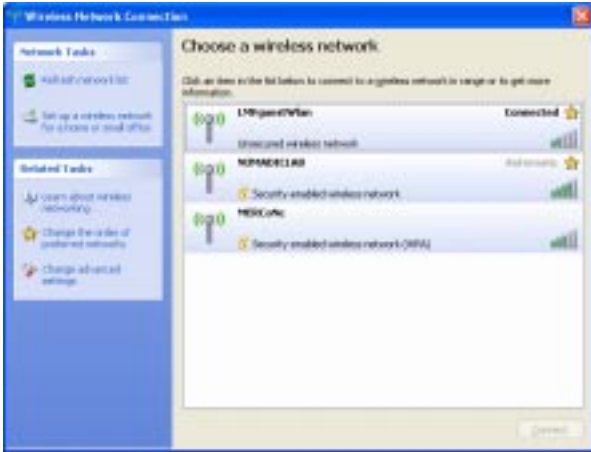 Wireless Network Connection
Network Tasks
Refresh network list
Set up a wireless network
for a home or small office
Related Tasks
Learn about wireless
networking
Change the order of
preferred networks
Change advanced
settings
Choose a wireless network
Click an item in the list below to connect to a wireless network in range or to get more
information.
Connected
Unsecured wireless network
NOMADICLAB
Automatic
Security-enabled wireless network
MERCoNe
Security-enabled wireless network (WPA)
Connect